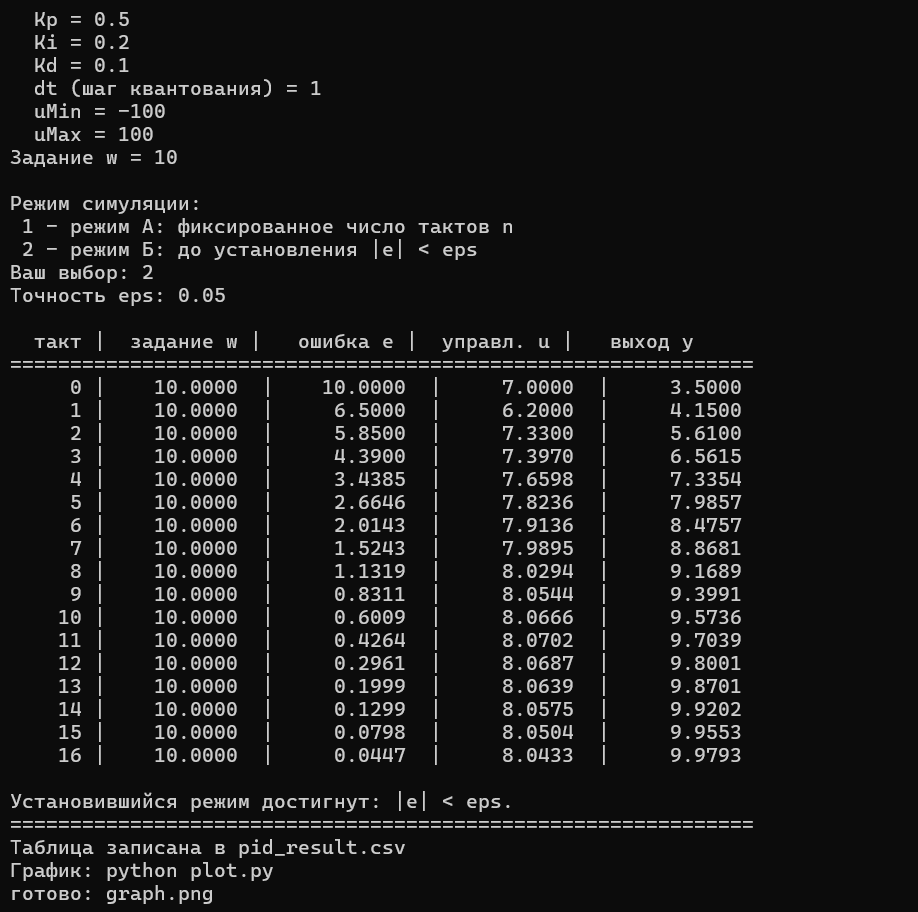 Kp = 0.5
Ki = 0.2
Kd = 0.1
dt (шаг квантования) = 1
uMin = -100
uMax = 100
Задание w = 10
Режим симуляции:
1 - режим А: фиксированное число тактов n
2 - режим Б: до установления |e| < eps
Ваш выбор: 2
Точность eps: 0.05
такт | задание w | ошибка e | управл. u | выход y
==============================================================
0 | 10.0000 | 10.0000 | 7.0000 | 3.5000
1 | 10.0000 | 6.5000 | 6.2000 | 4.1500
2 | 10.0000 | 5.8500 | 7.3300 | 5.6100
3 | 10.0000 | 4.3900 | 7.3970 | 6.5615
4 | 10.0000 | 3.4385 | 7.6598 | 7.3354
5 | 10.0000 | 2.6646 | 7.8236 | 7.9857
6 | 10.0000 | 2.0143 | 7.9136 | 8.4757
7 | 10.0000 | 1.5243 | 7.9895 | 8.8681
8 | 10.0000 | 1.1319 | 8.0294 | 9.1689
9 | 10.0000 | 0.8311 | 8.0544 | 9.3991
10 | 10.0000 | 0.6009 | 8.0666 | 9.5736
11 | 10.0000 | 0.4264 | 8.0702 | 9.7039
12 | 10.0000 | 0.2961 | 8.0687 | 9.8001
13 | 10.0000 | 0.1999 | 8.0639 | 9.8701
14 | 10.0000 | 0.1299 | 8.0575 | 9.9202
15 | 10.0000 | 0.0798 | 8.0504 | 9.9553
16 | 10.0000 | 0.0447 | 8.0433 | 9.9793
Установившийся режим достигнут: |e| < eps.
==============================================================
Таблица записана в pid_result.csv
График: python plot.py
готово: graph.png